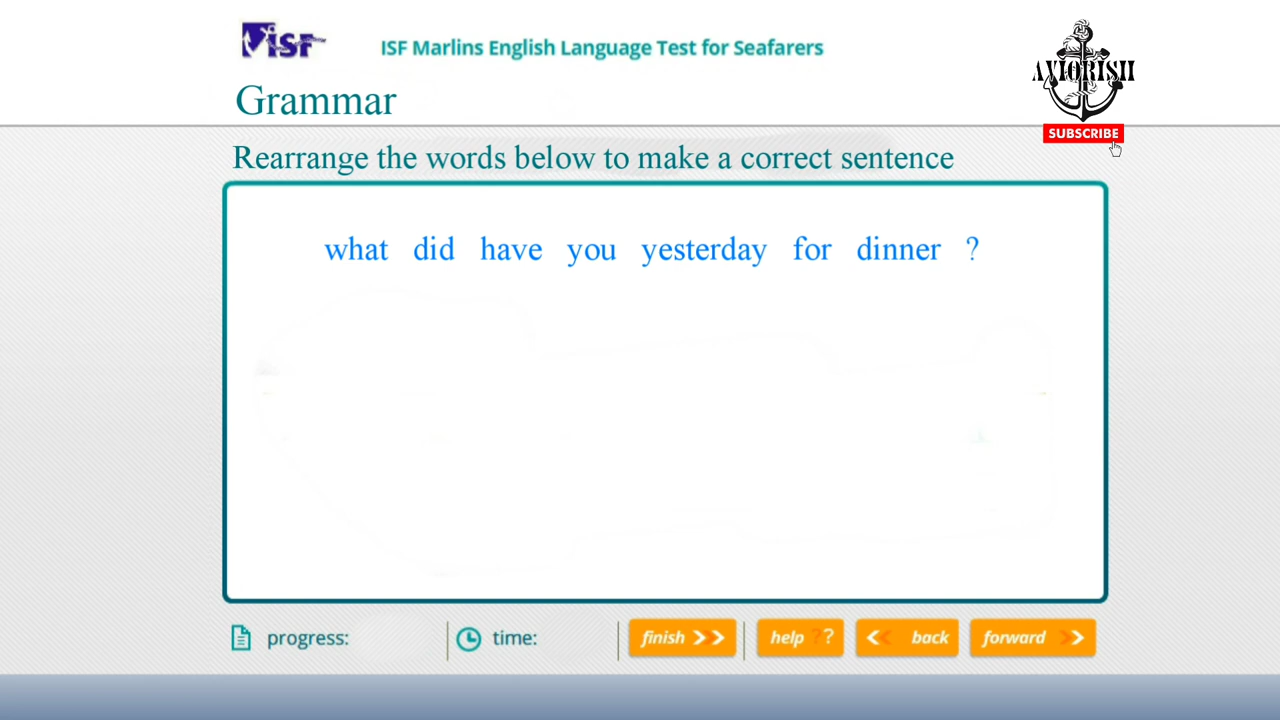 ISF
ISF Marlins English Language Test for Seafarers
AVIORISH
SUBSCRIBE
Grammar
Rearrange the words below to make a correct sentence
what did have you yesterday for dinner ?
progress:
time:
finish >>
help ? ?
<< back
forward >>